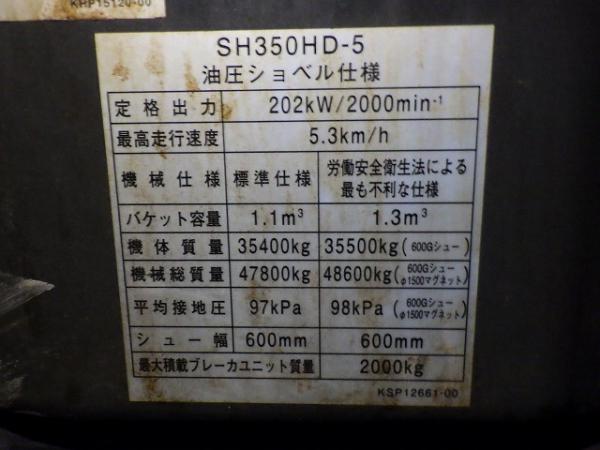 KHP15120-00
SH350HD-5
油圧ショベル仕様
定格出力 202kW/2000min⁻¹
最高走行速度 5.3km/h
機械仕様 標準仕様 労働安全衛生法による
最も不利な仕様
バケット容量 1.1m³ 1.3m³
機体質量 35400kg 35500kg(600Gシュー)
機械総質量 47800kg 48600kg(600Gシュー
φ1500マグネット)
平均接地圧 97kPa 98kPa(600Gシュー
φ1500マグネット)
シュー幅 600mm 600mm
最大積載ブレーカユニット質量 2000kg
KSP12661-00